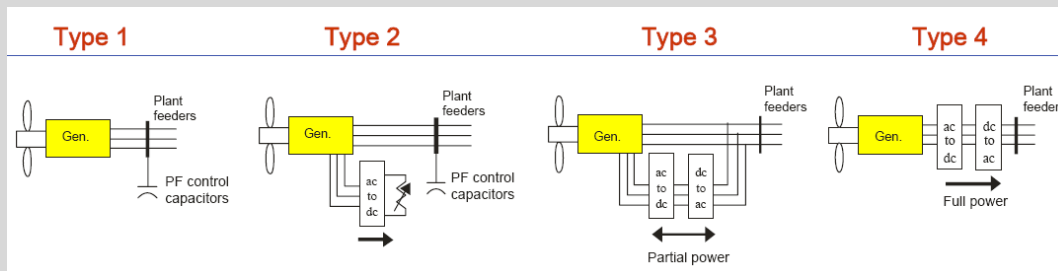 Type 1
Type 2
Type 3
Type 4
Gen.
Plant
feeders
PF control
capacitors
Gen.
Plant
feeders
ac
to
dc
PF control
capacitors
Gen.
Plant
feeders
ac
to
dc
dc
to
ac
Partial power
Gen.
ac
to
dc
dc
to
ac
Plant
feeder
Full power